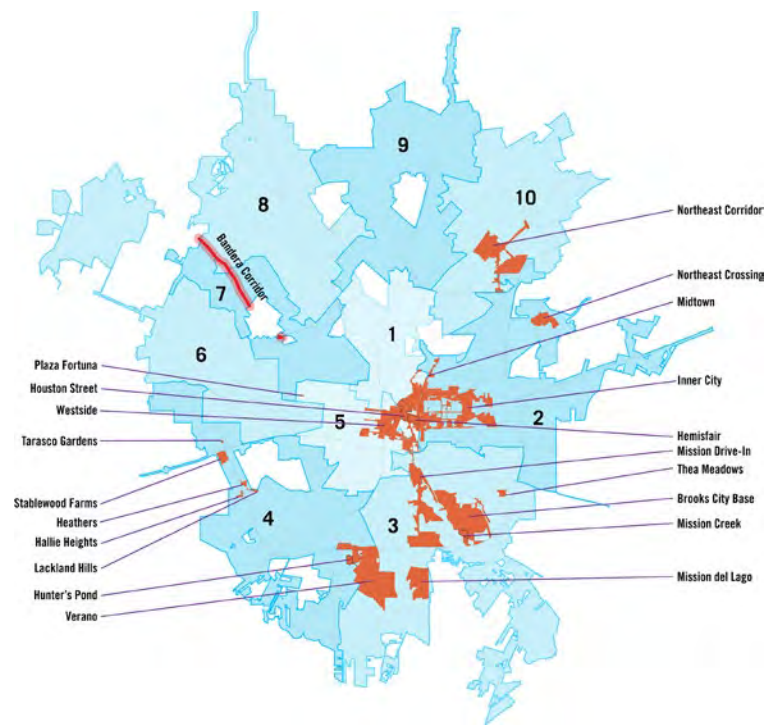 9
8
10
Northeast Corridor
Bandera Corridor
Northeast Crossing
7
Midtown
1
6
Plaza Fortuna
Houston Street
Westside
Inner City
5
2
Hemisfair
Mission Drive-In
Thea Meadows
Tarasco Gardens
Stablewood Farms
Heathers
Hallie Heights
Lackland Hills
4
3
Brooks City Base
Mission Creek
Hunter's Pond
Verano
Mission del Lago